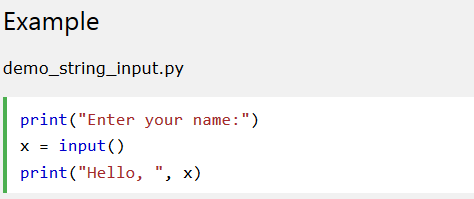 Example
demo_string_input.py
print("Enter your name:")
x = input()
print("Hello, ", x)